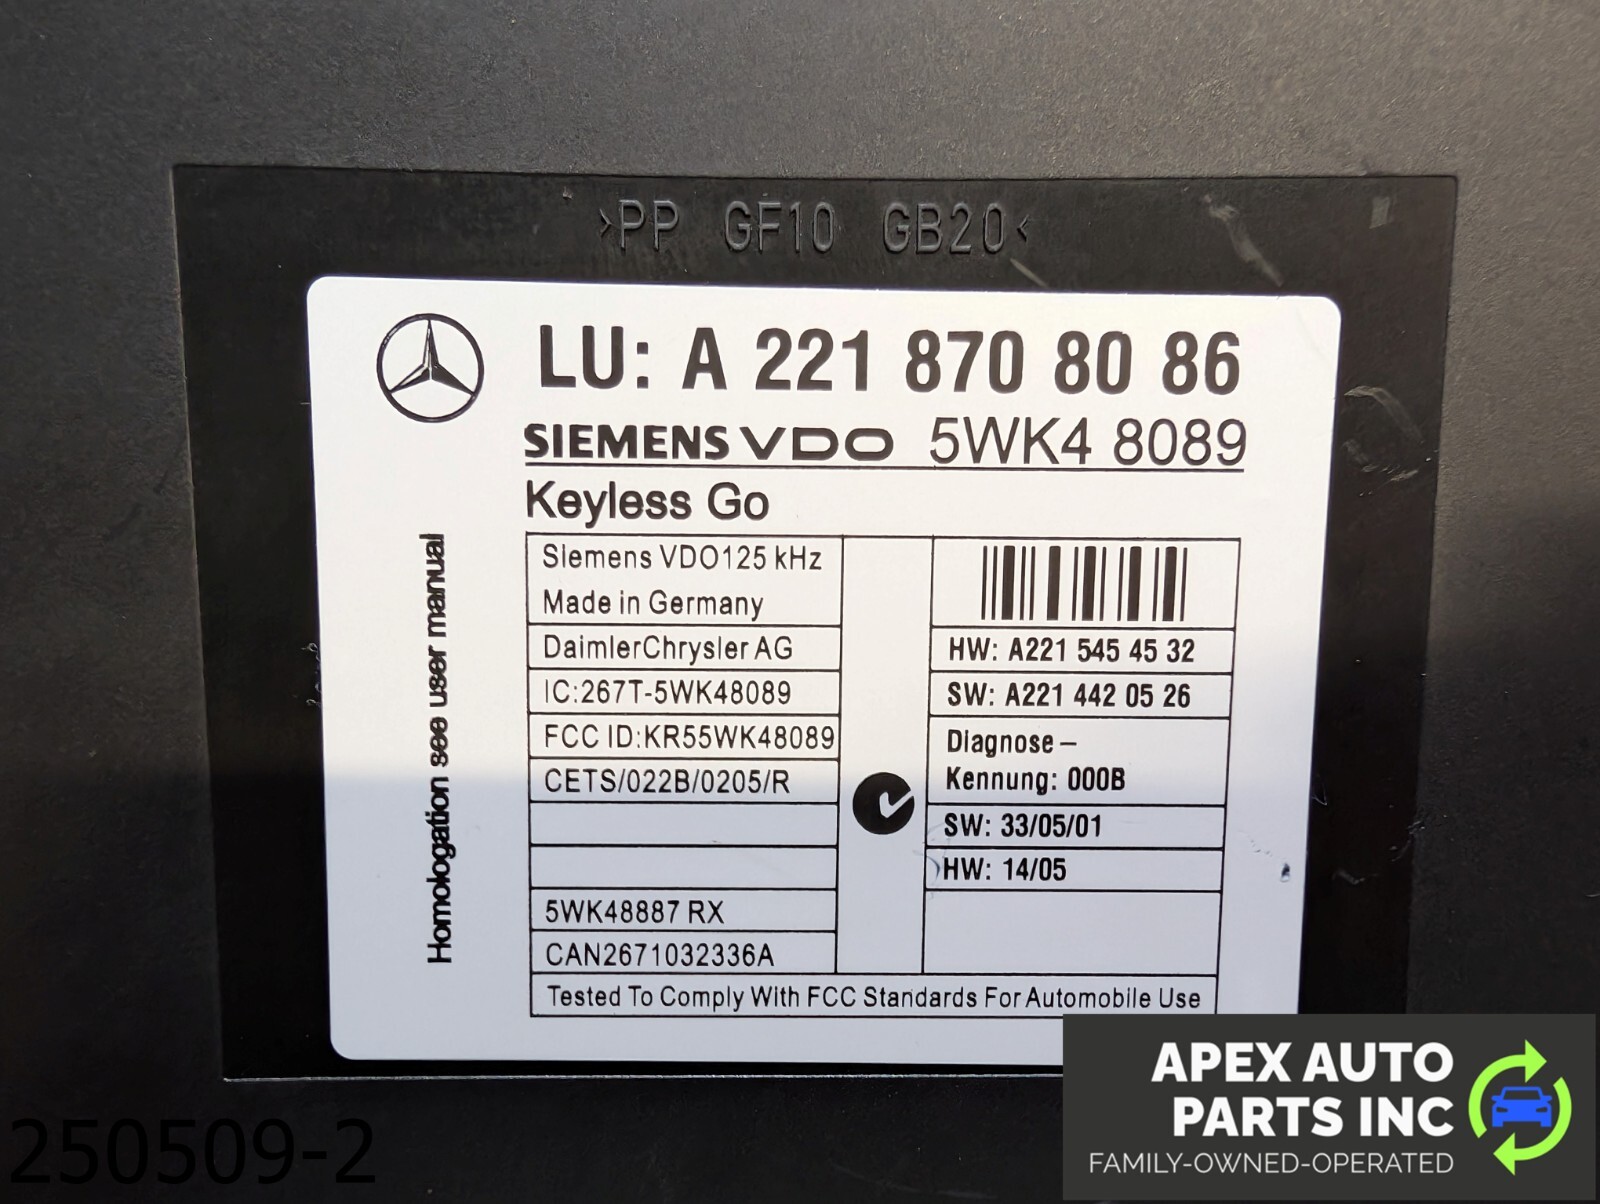 >PP GF10 GB20<
LU: A 221 870 80 86
SIEMENS VDO 5WK4 8089
Keyless Go
Homologation see user manual
Siemens VDO125 kHz
Made in Germany
DaimlerChrysler AG
IC:267T-5WK48089
FCC ID:KR55WK48089
CETS/022B/0205/R
5WK48887 RX
CAN2671032336A
HW: A221 545 45 32
SW: A221 442 05 26
Diagnose –
Kennung: 000B
SW: 33/05/01
HW: 14/05
Tested To Comply With FCC Standards For Automobile Use
250509-2
APEX AUTO
PARTS INC
FAMILY-OWNED-OPERATED